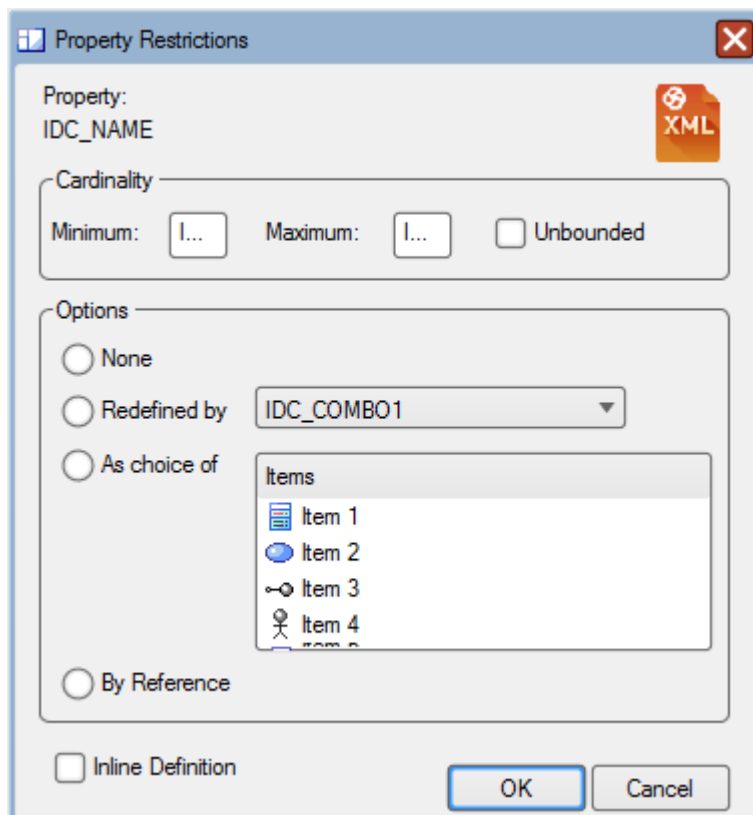 Property Restrictions
Property:
IDC_NAME
XML
Cardinality
Minimum: I... Maximum: I... Unbounded
Options
None
Redefined by IDC_COMBO1
As choice of
Items
Item 1
Item 2
Item 3
Item 4
By Reference
Inline Definition
OK Cancel